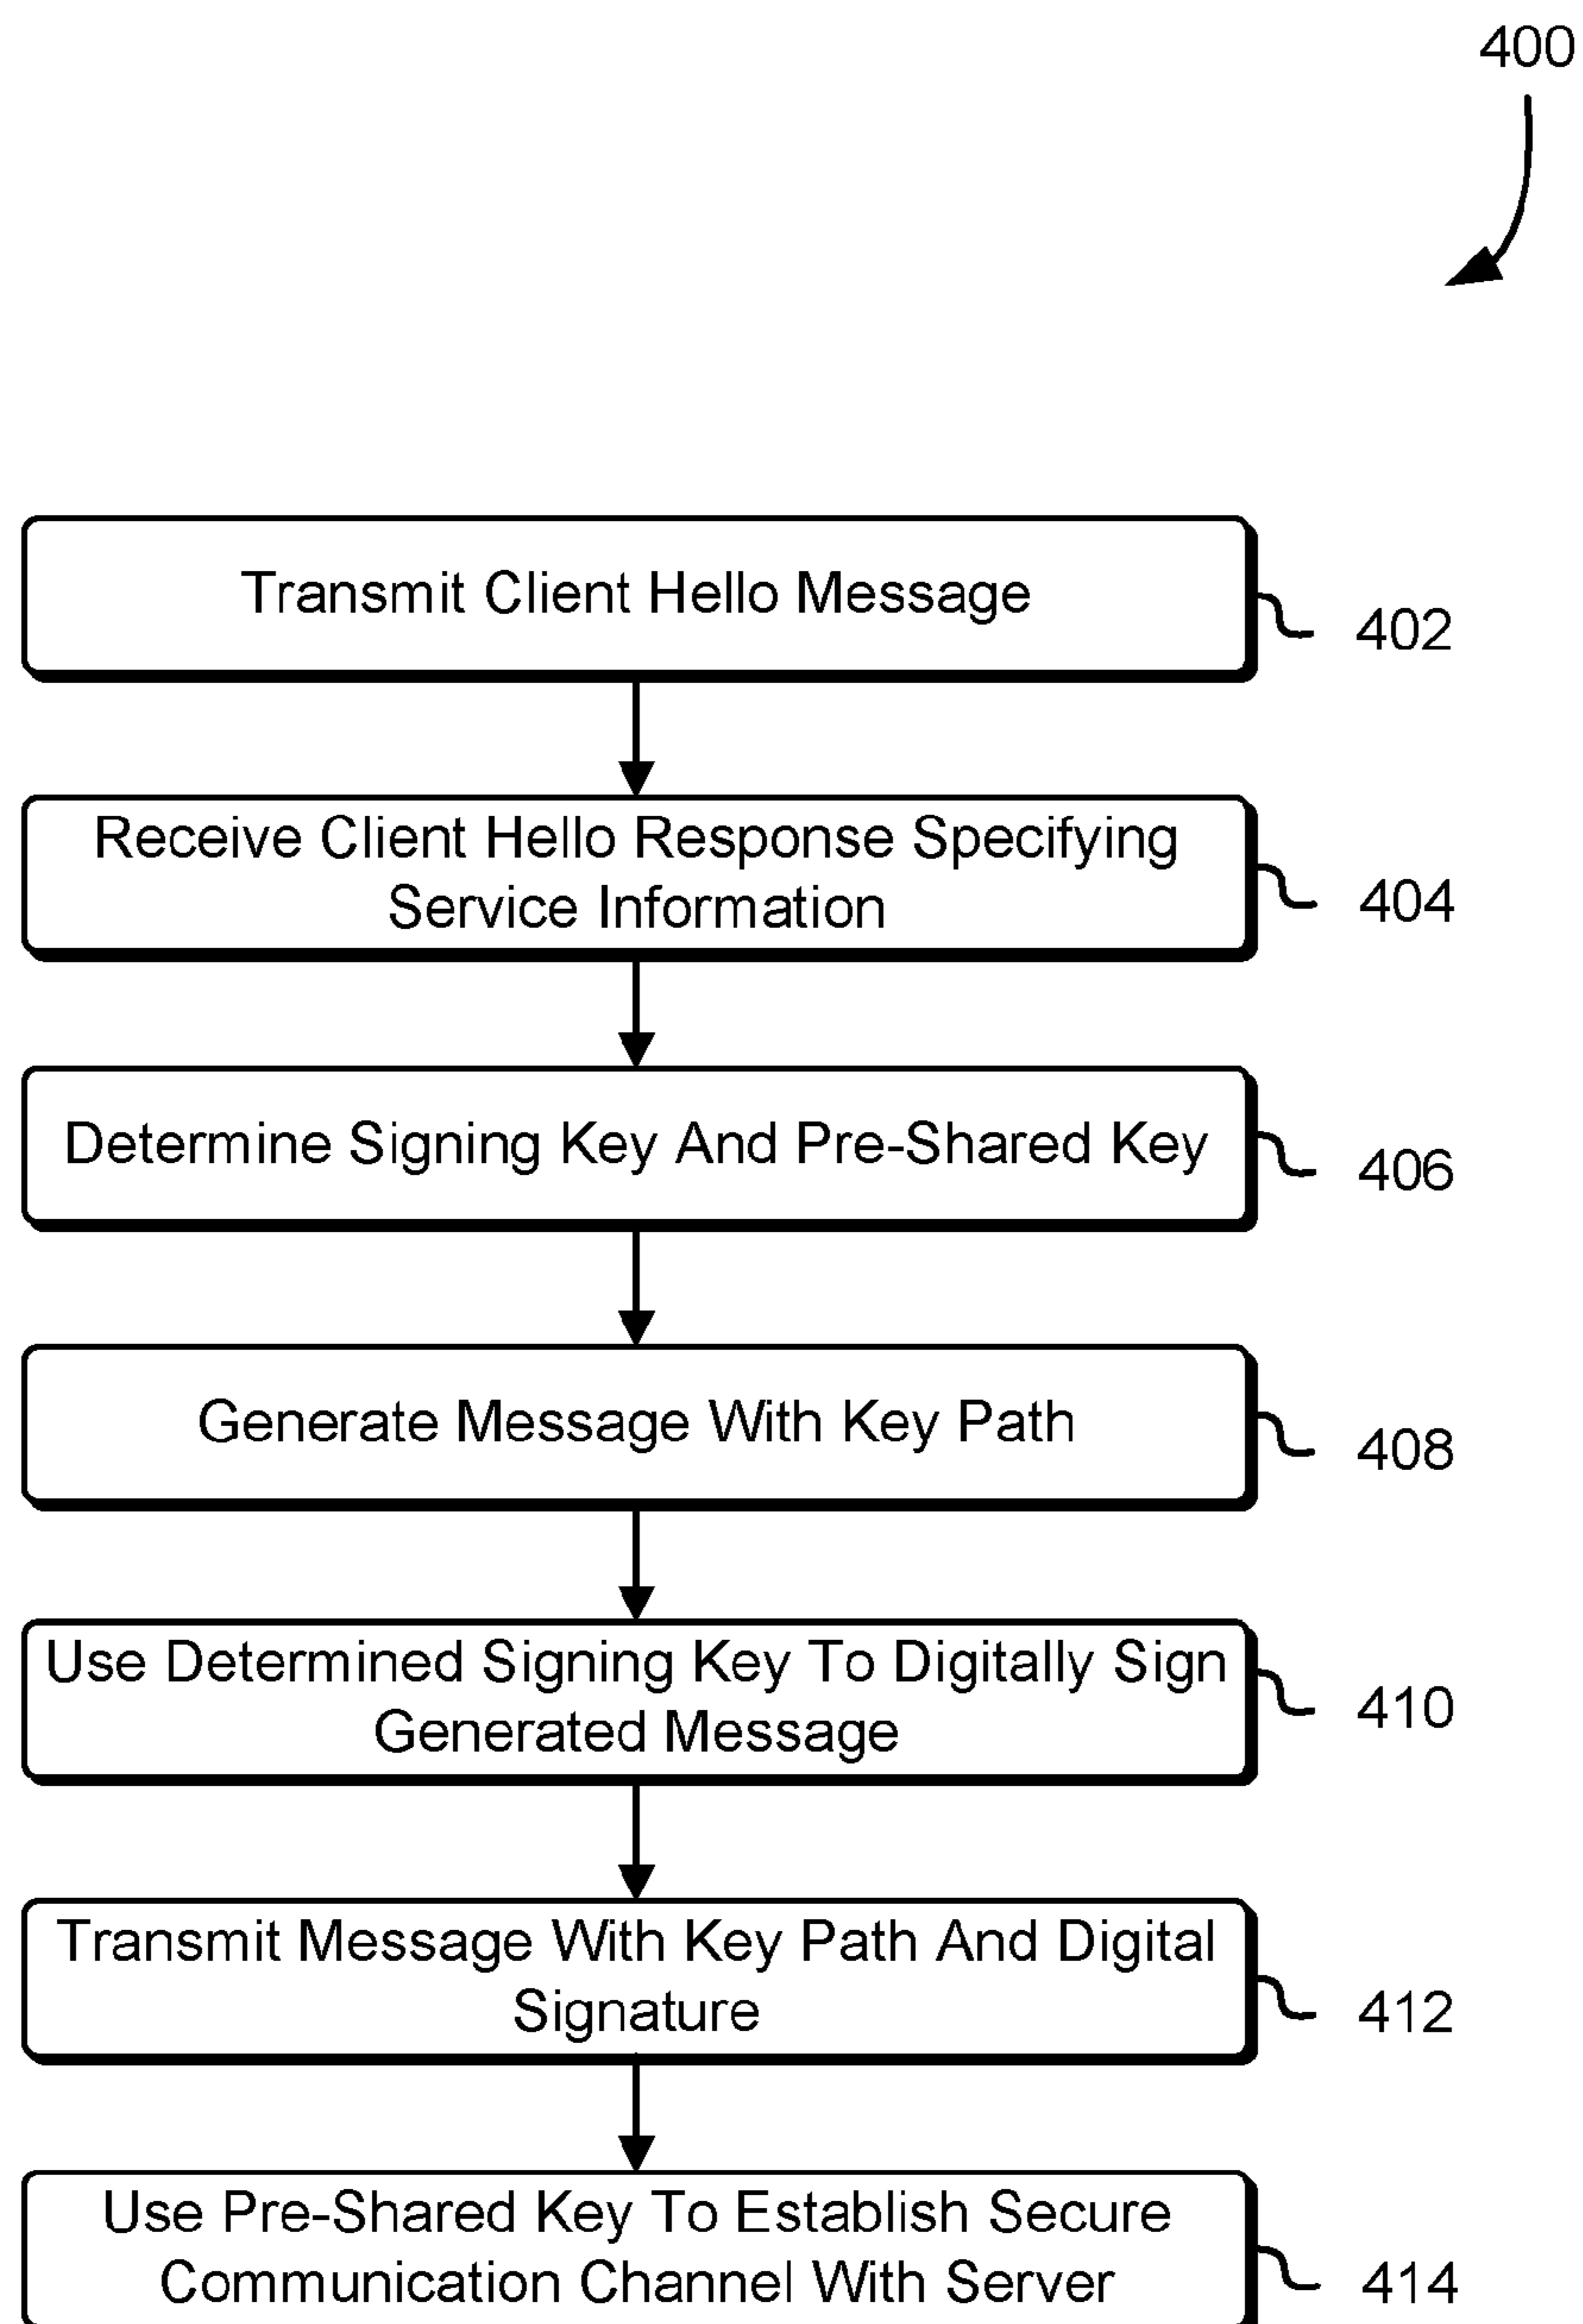 400
Transmit Client Hello Message
402
Receive Client Hello Response Specifying
Service Information
404
Determine Signing Key And Pre-Shared Key
406
Generate Message With Key Path
408
Use Determined Signing Key To Digitally Sign
Generated Message
410
Transmit Message With Key Path And Digital
Signature
412
Use Pre-Shared Key To Establish Secure
Communication Channel With Server
414